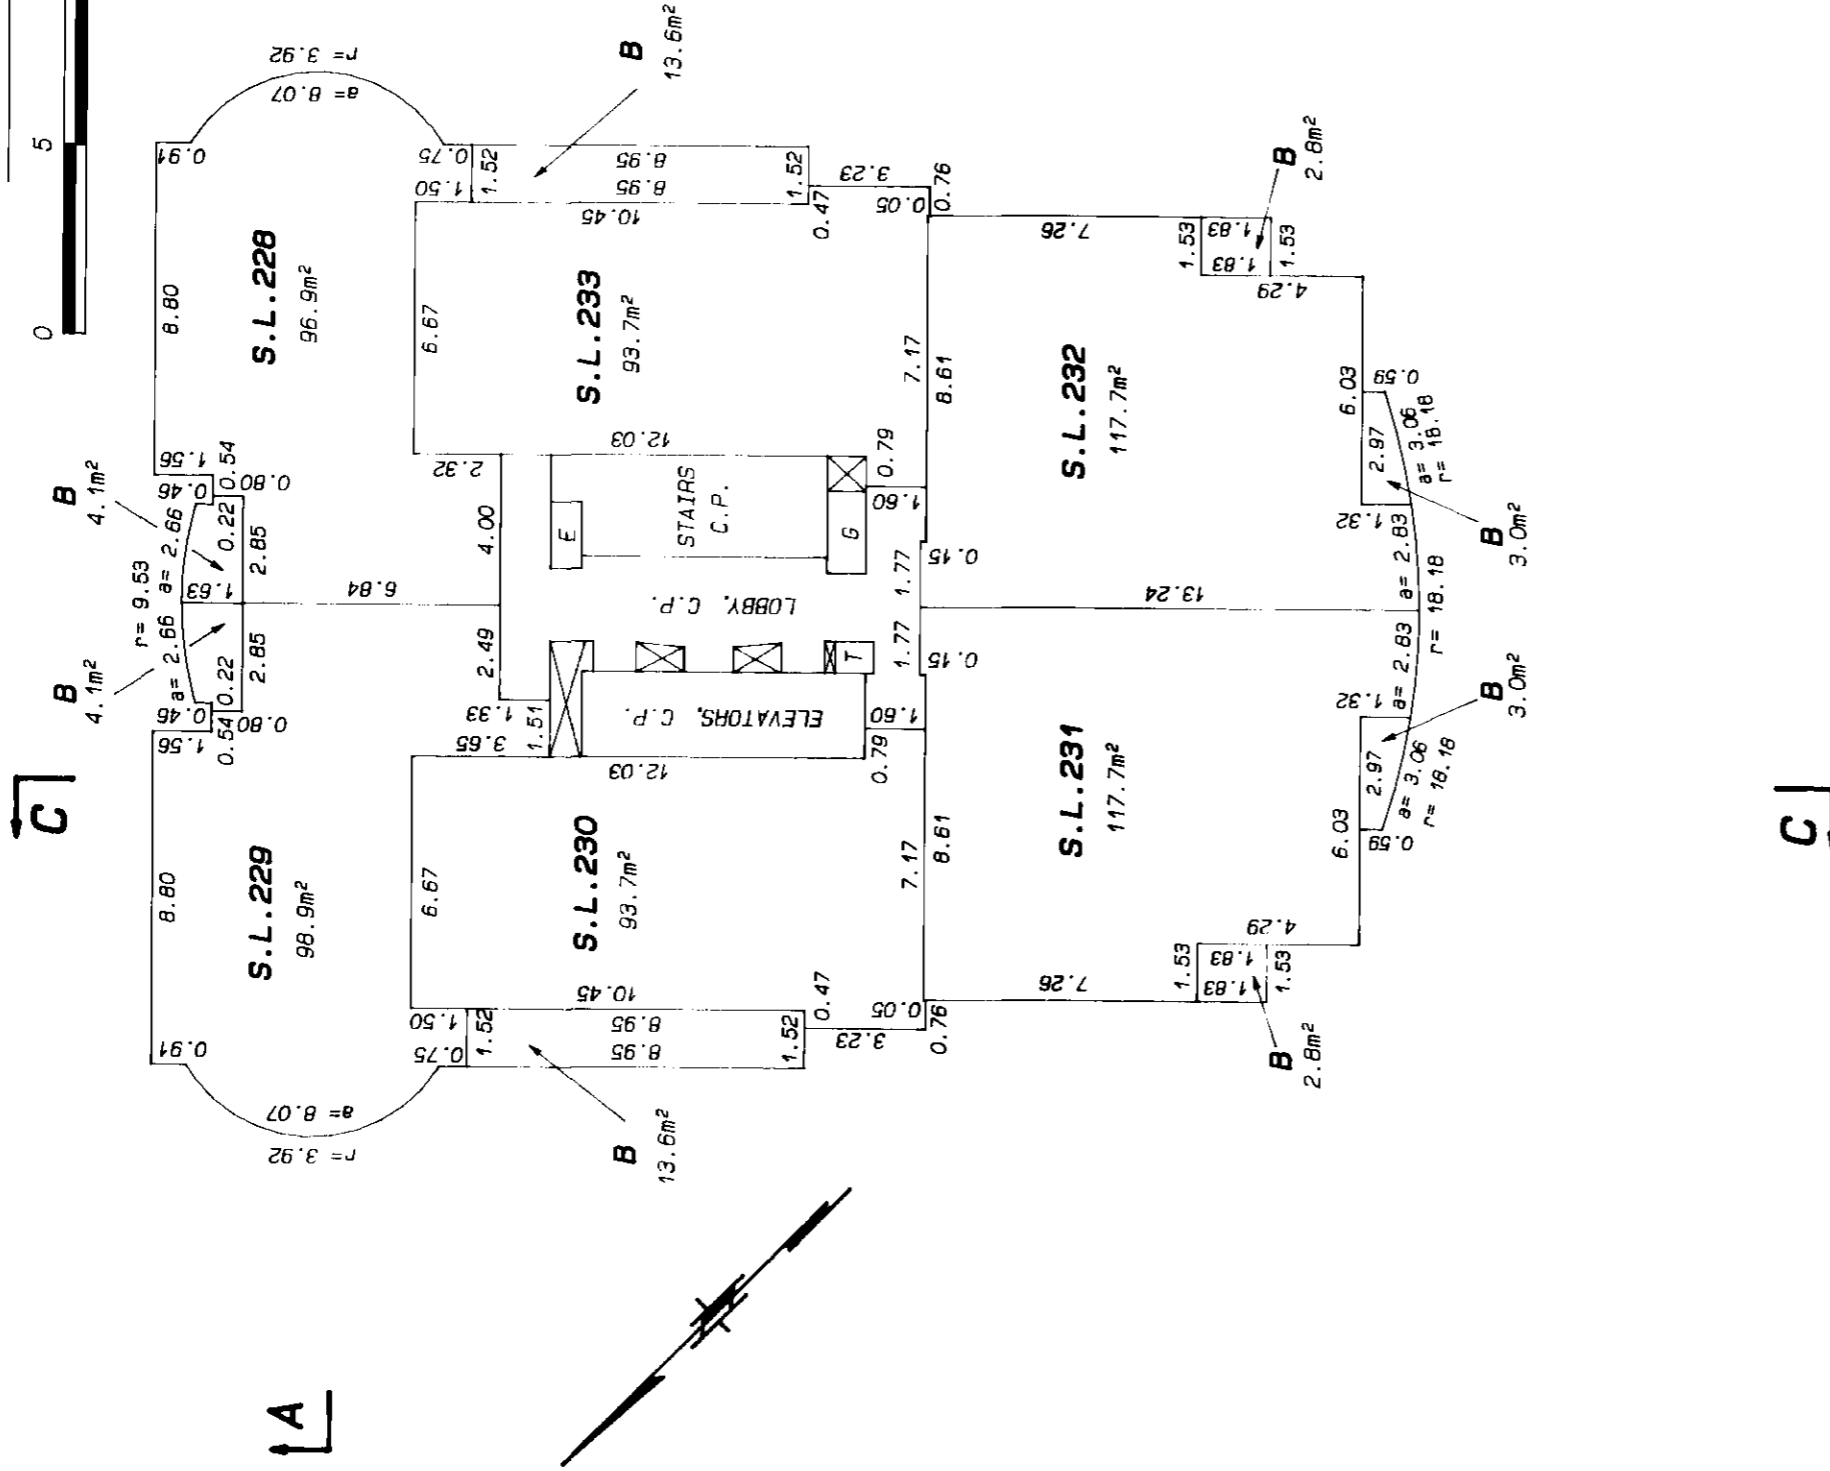 0
5
r= 3.92
a= 8.07
0.91
8.80
S.L.228
96.9m²
0.75
1.50
1.52
B
13.6m²
8.95
8.95
10.45
1.52
0.47
3.23
0.05
0.76
6.67
S.L.233
93.7m²
7.17
8.61
7.26
1.53
1.83
1.83
1.53
B
2.8m²
4.29
S.L.232
117.7m²
6.03
0.59
2.97
a= 3.06
r= 18.18
1.32
B
3.0m²
a= 2.83
r= 18.18
B
4.1m²
1.56
0.46
0.54
0.80
0.22
2.85
a= 2.66
r= 9.53
1.63
6.84
2.32
12.03
4.00
E
STAIRS
C.P.
G
0.79
1.60
1.77
0.15
LOBBY, C.P.
13.24
B
4.1m²
a= 2.66
0.22
2.85
0.46
1.56
0.54
0.80
2.49
1.33
1.51
3.65
ELEVATORS, C.P.
T
1.77
0.15
1.60
0.79
12.03
a= 2.83
1.32
B
3.0m²
2.97
a= 3.06
r= 18.18
0.59
6.03
C
8.80
S.L.229
98.9m²
0.91
a= 8.07
r= 3.92
6.67
S.L.230
93.7m²
1.50
0.75
1.52
10.45
8.95
8.95
1.52
0.47
3.23
0.05
0.76
B
13.6m²
7.17
8.61
S.L.231
117.7m²
7.26
1.53
1.83
1.83
1.53
4.29
B
2.8m²
C
A